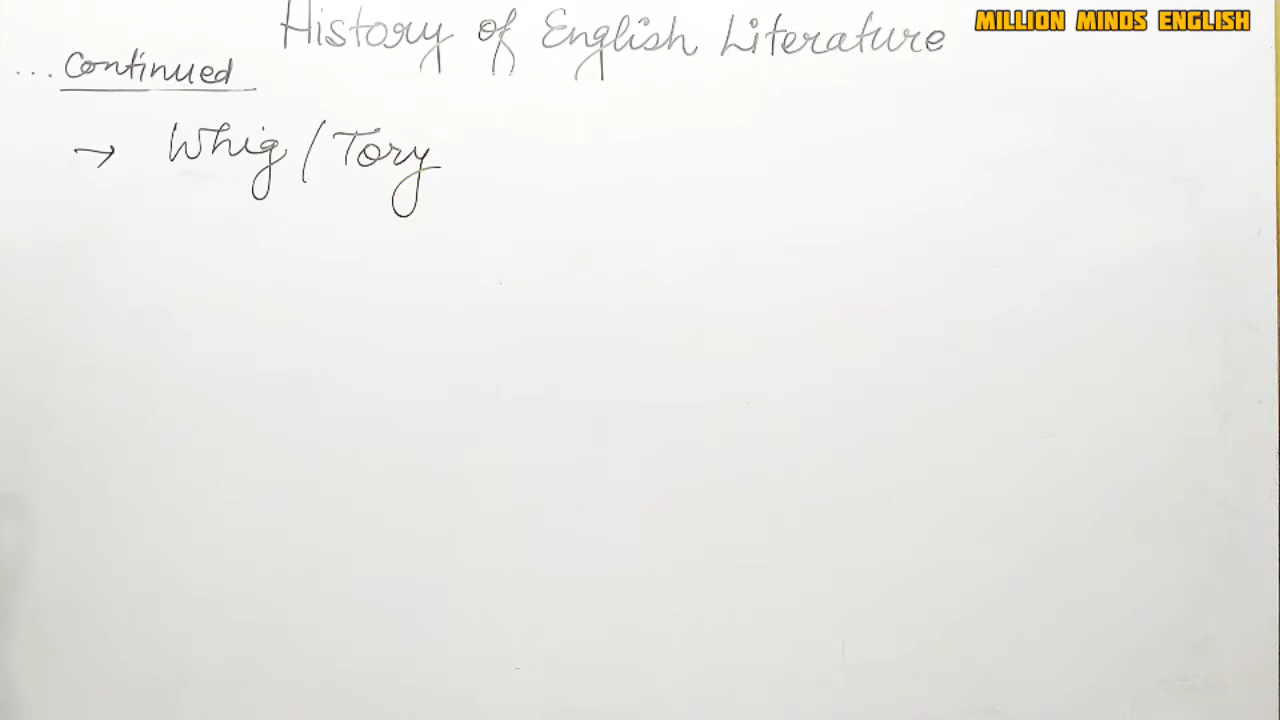 History of English Literature
MILLION MINDS ENGLISH
... Continued
→ Whig / Tory